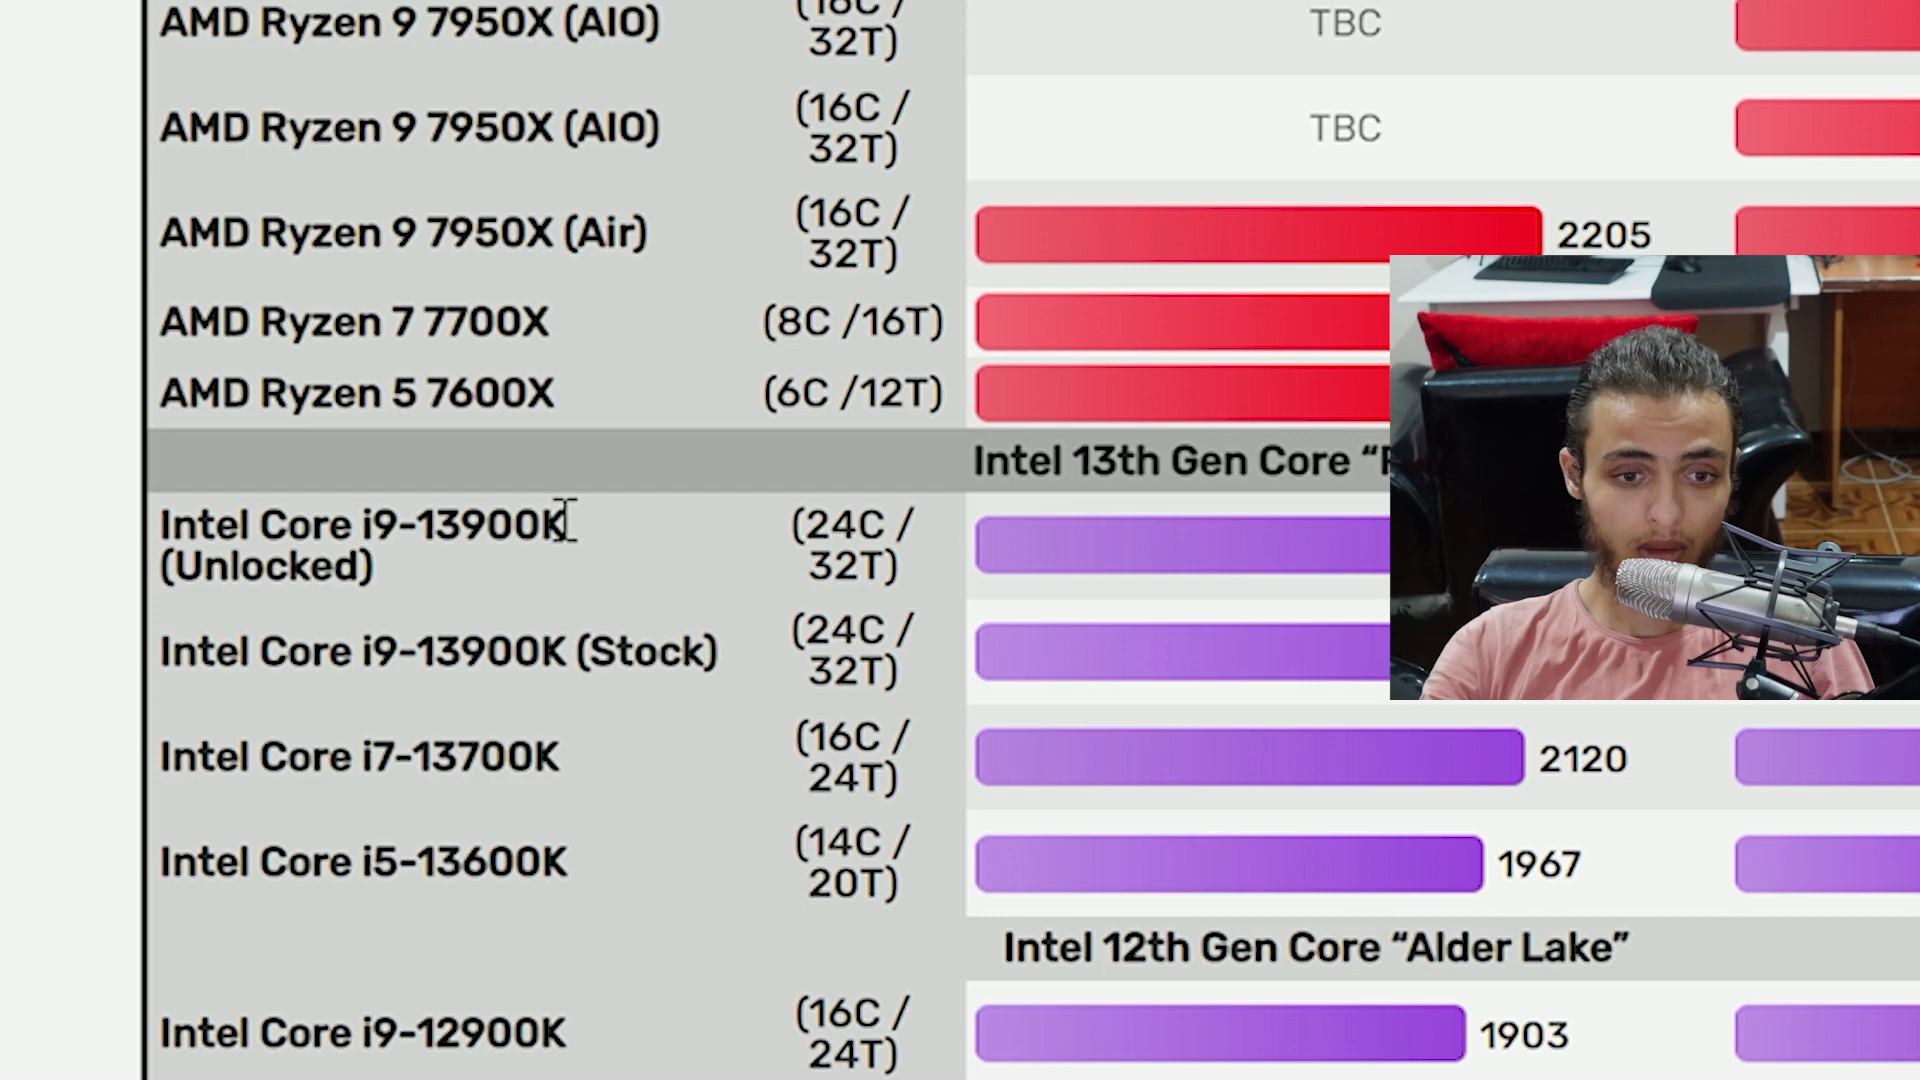 AMD Ryzen 9 7950X (AIO)
(16C /
32T)
TBC
AMD Ryzen 9 7950X (AIO)
(16C /
32T)
TBC
AMD Ryzen 9 7950X (Air)
(16C /
32T)
2205
AMD Ryzen 7 7700X
(8C /16T)
AMD Ryzen 5 7600X
(6C /12T)
Intel 13th Gen Core “
Intel Core i9-13900K
(Unlocked)
(24C /
32T)
Intel Core i9-13900K (Stock)
(24C /
32T)
Intel Core i7-13700K
(16C /
24T)
2120
Intel Core i5-13600K
(14C /
20T)
1967
Intel 12th Gen Core “Alder Lake”
Intel Core i9-12900K
(16C /
24T)
1903